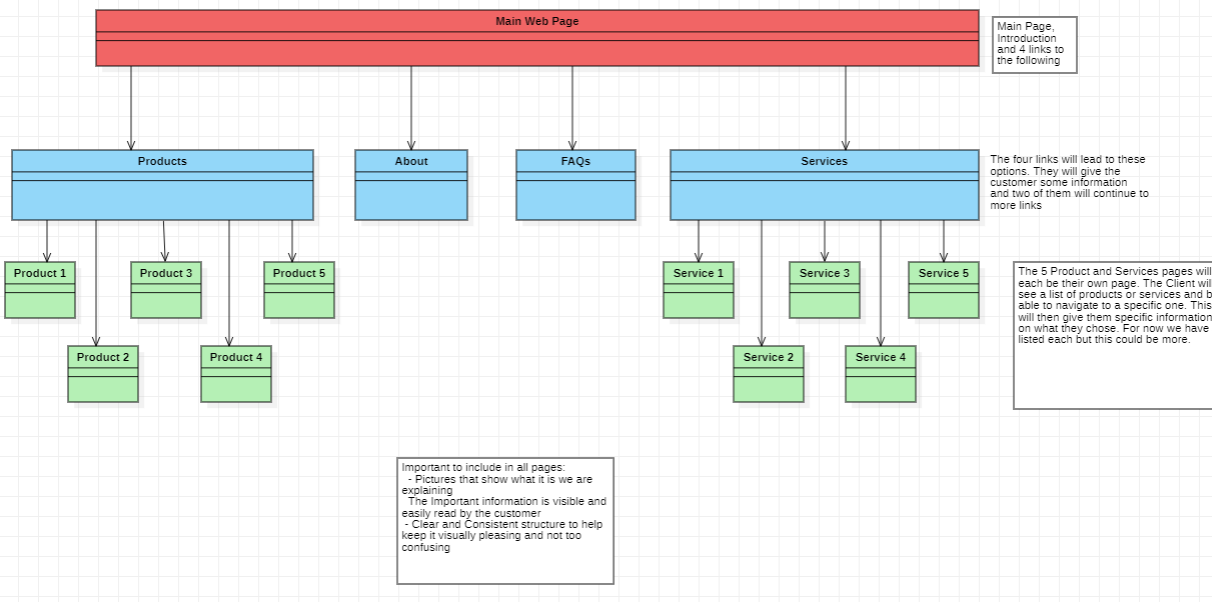 Main Web Page
Main Page,
Introduction
and 4 links to
the following
Products
About
FAQs
Services
The four links will lead to these
options. They will give the
customer some information
and two of them will continue to
more links
Product 1
Product 3
Product 5
Service 1
Service 3
Service 5
The 5 Product and Services pages will
each be their own page. The Client will
see a list of products or services and b
able to navigate to a specific one. This
will then give them specific information
on what they chose. For now we have
listed each but this could be more.
Product 2
Product 4
Service 2
Service 4
Important to include in all pages:
- Pictures that show what it is we are
explaining
The Important information is visible and
easily read by the customer
- Clear and Consistent structure to help
keep it visually pleasing and not too
confusing